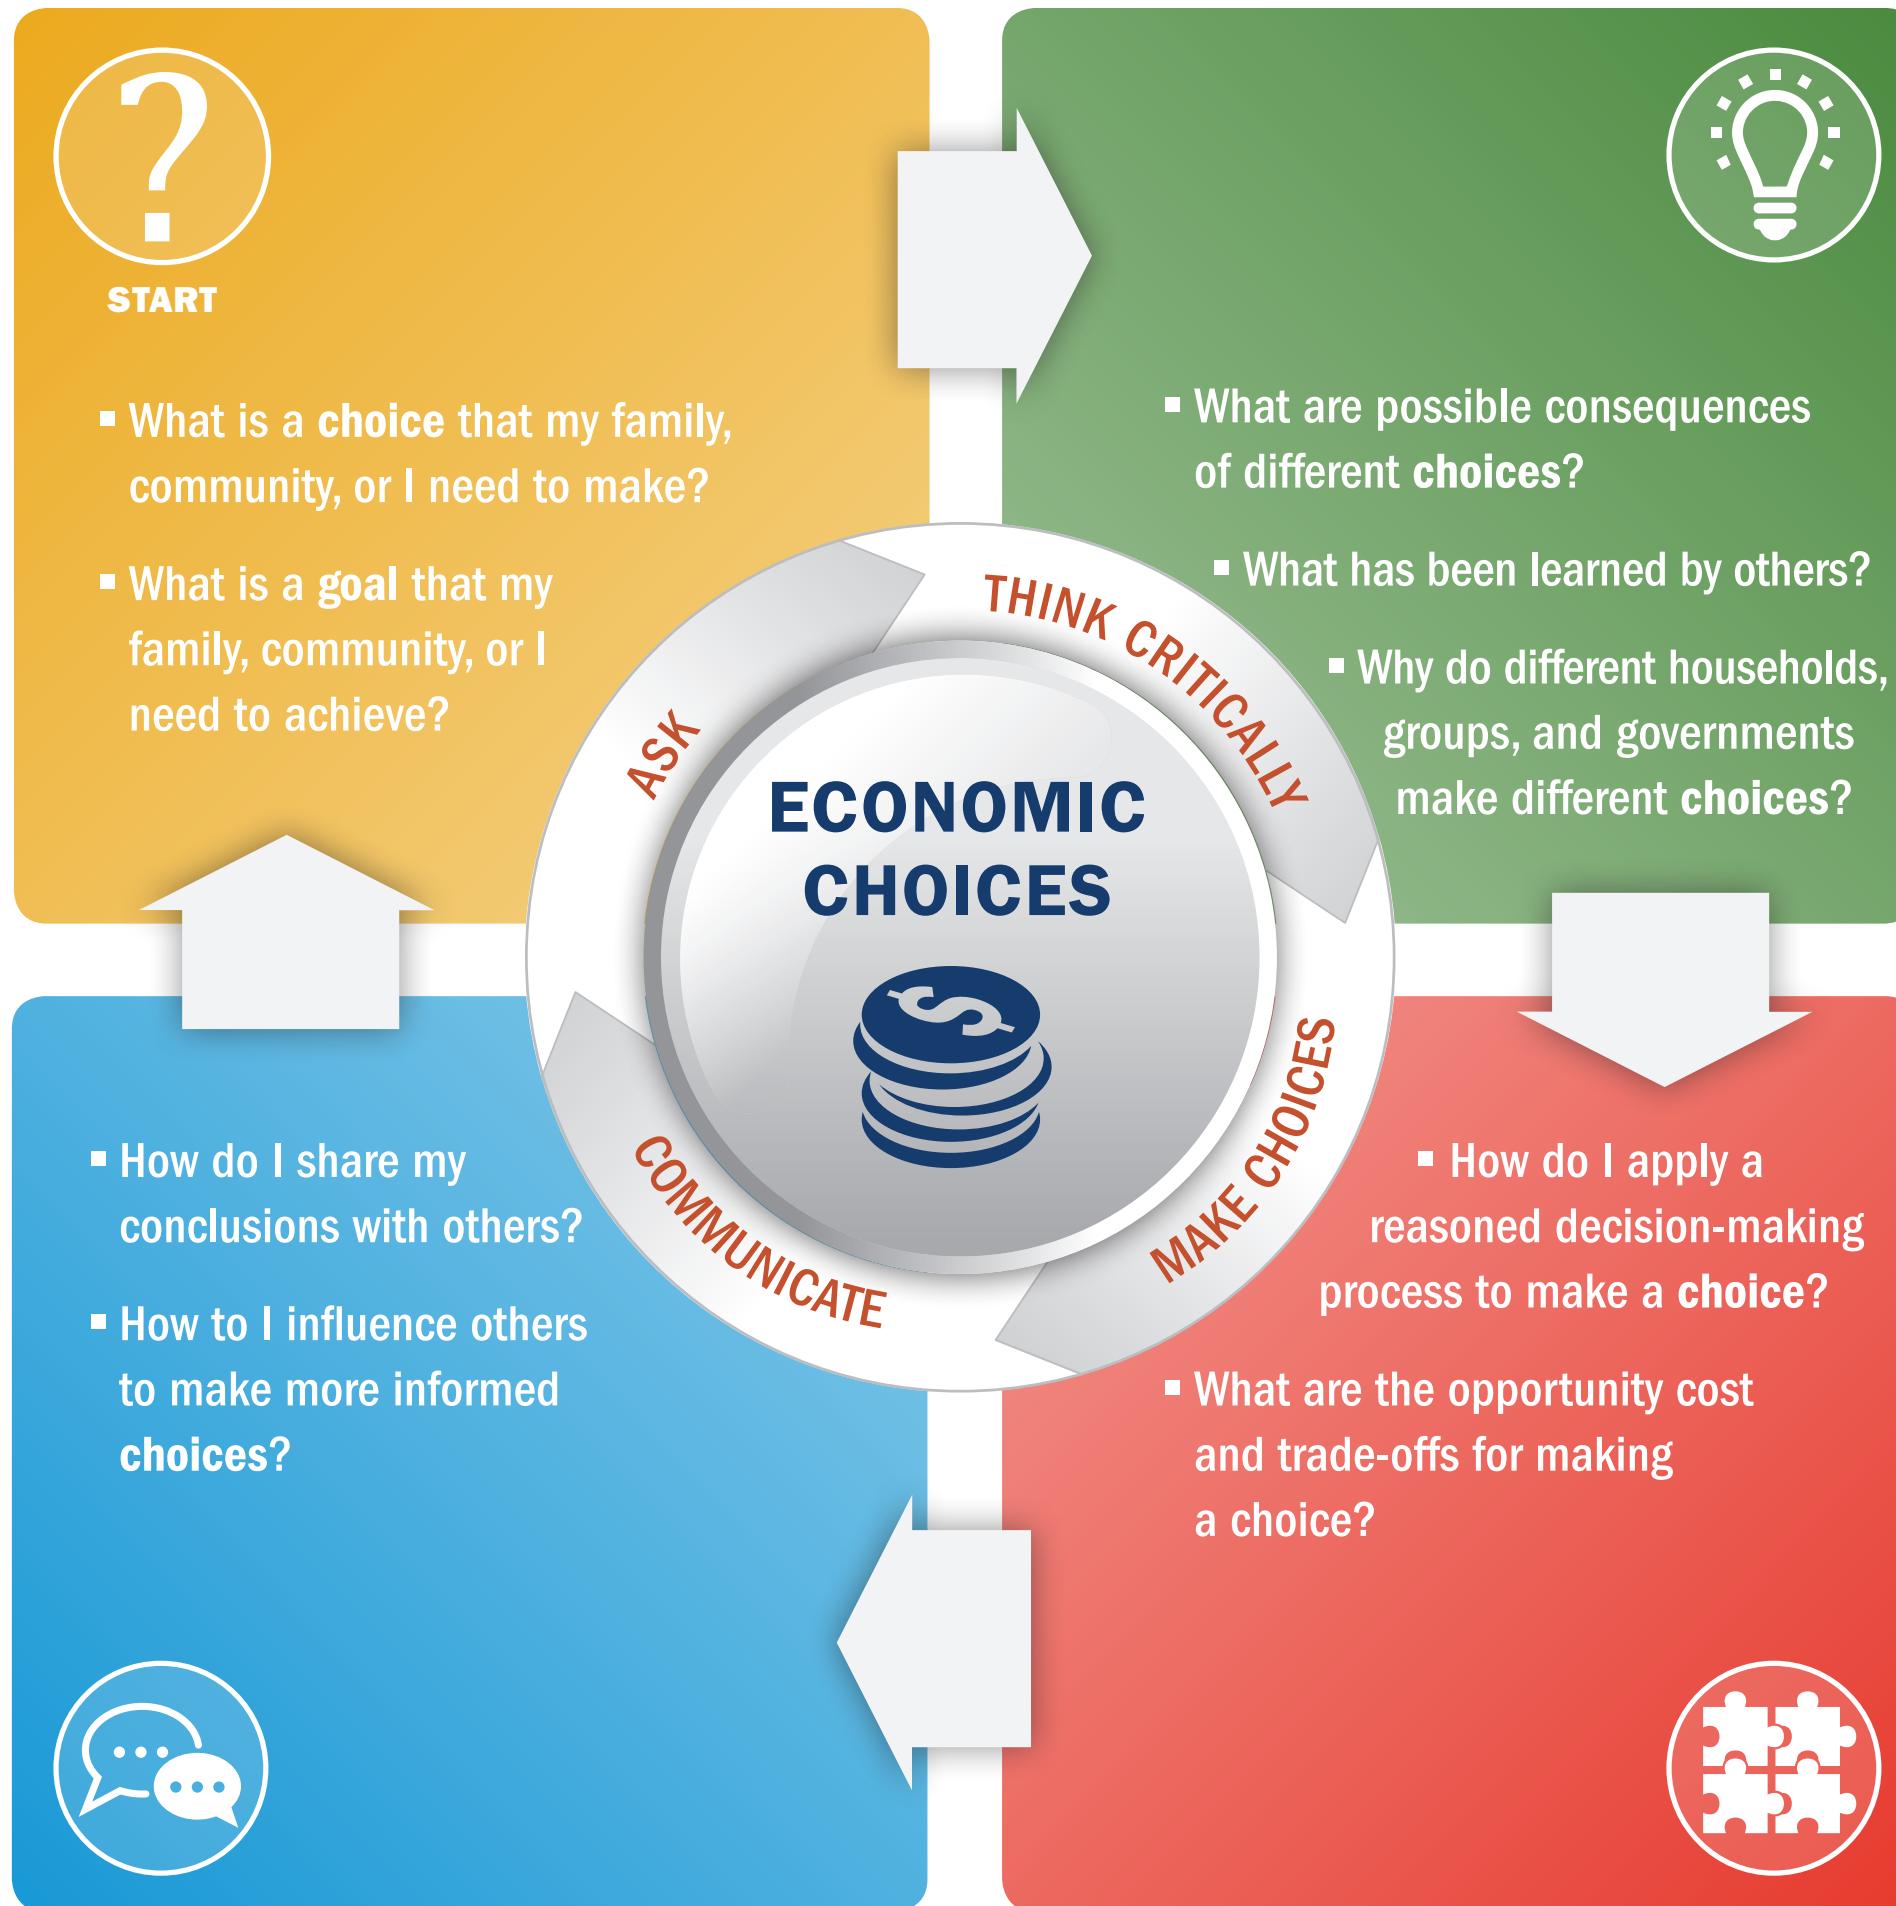 START
What is a choice that my family,
community, or I need to make?
What is a goal that my
family, community, or I
need to achieve?
What are possible consequences
of different choices?
What has been learned by others?
Why do different households,
groups, and governments
make different choices?
ASK
THINK CRITICALLY
MAKE CHOICES
COMMUNICATE
ECONOMIC
CHOICES
$
How do I apply a
reasoned decision-making
process to make a choice?
What are the opportunity cost
and trade-offs for making
a choice?
How do I share my
conclusions with others?
How to I influence others
to make more informed
choices?